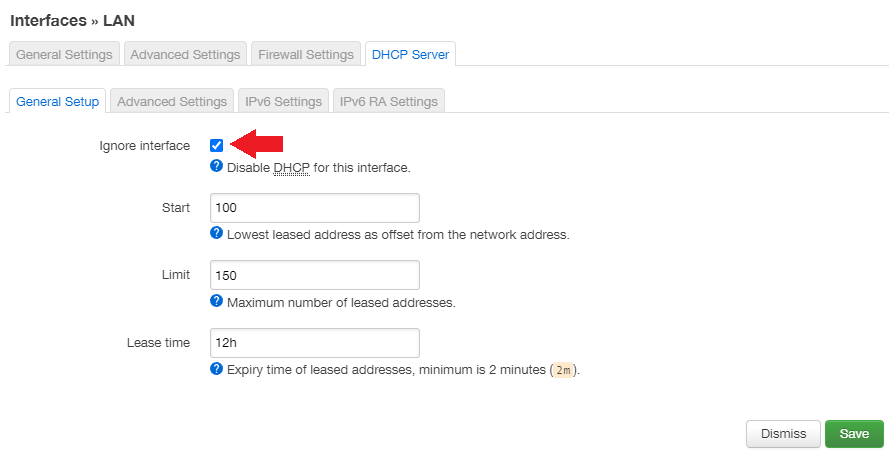 Interfaces » LAN
General Settings Advanced Settings Firewall Settings DHCP Server
General Setup Advanced Settings IPv6 Settings IPv6 RA Settings
Ignore interface
? Disable DHCP for this interface.
Start 100
? Lowest leased address as offset from the network address.
Limit 150
? Maximum number of leased addresses.
Lease time 12h
? Expiry time of leased addresses, minimum is 2 minutes (2m).
Dismiss Save